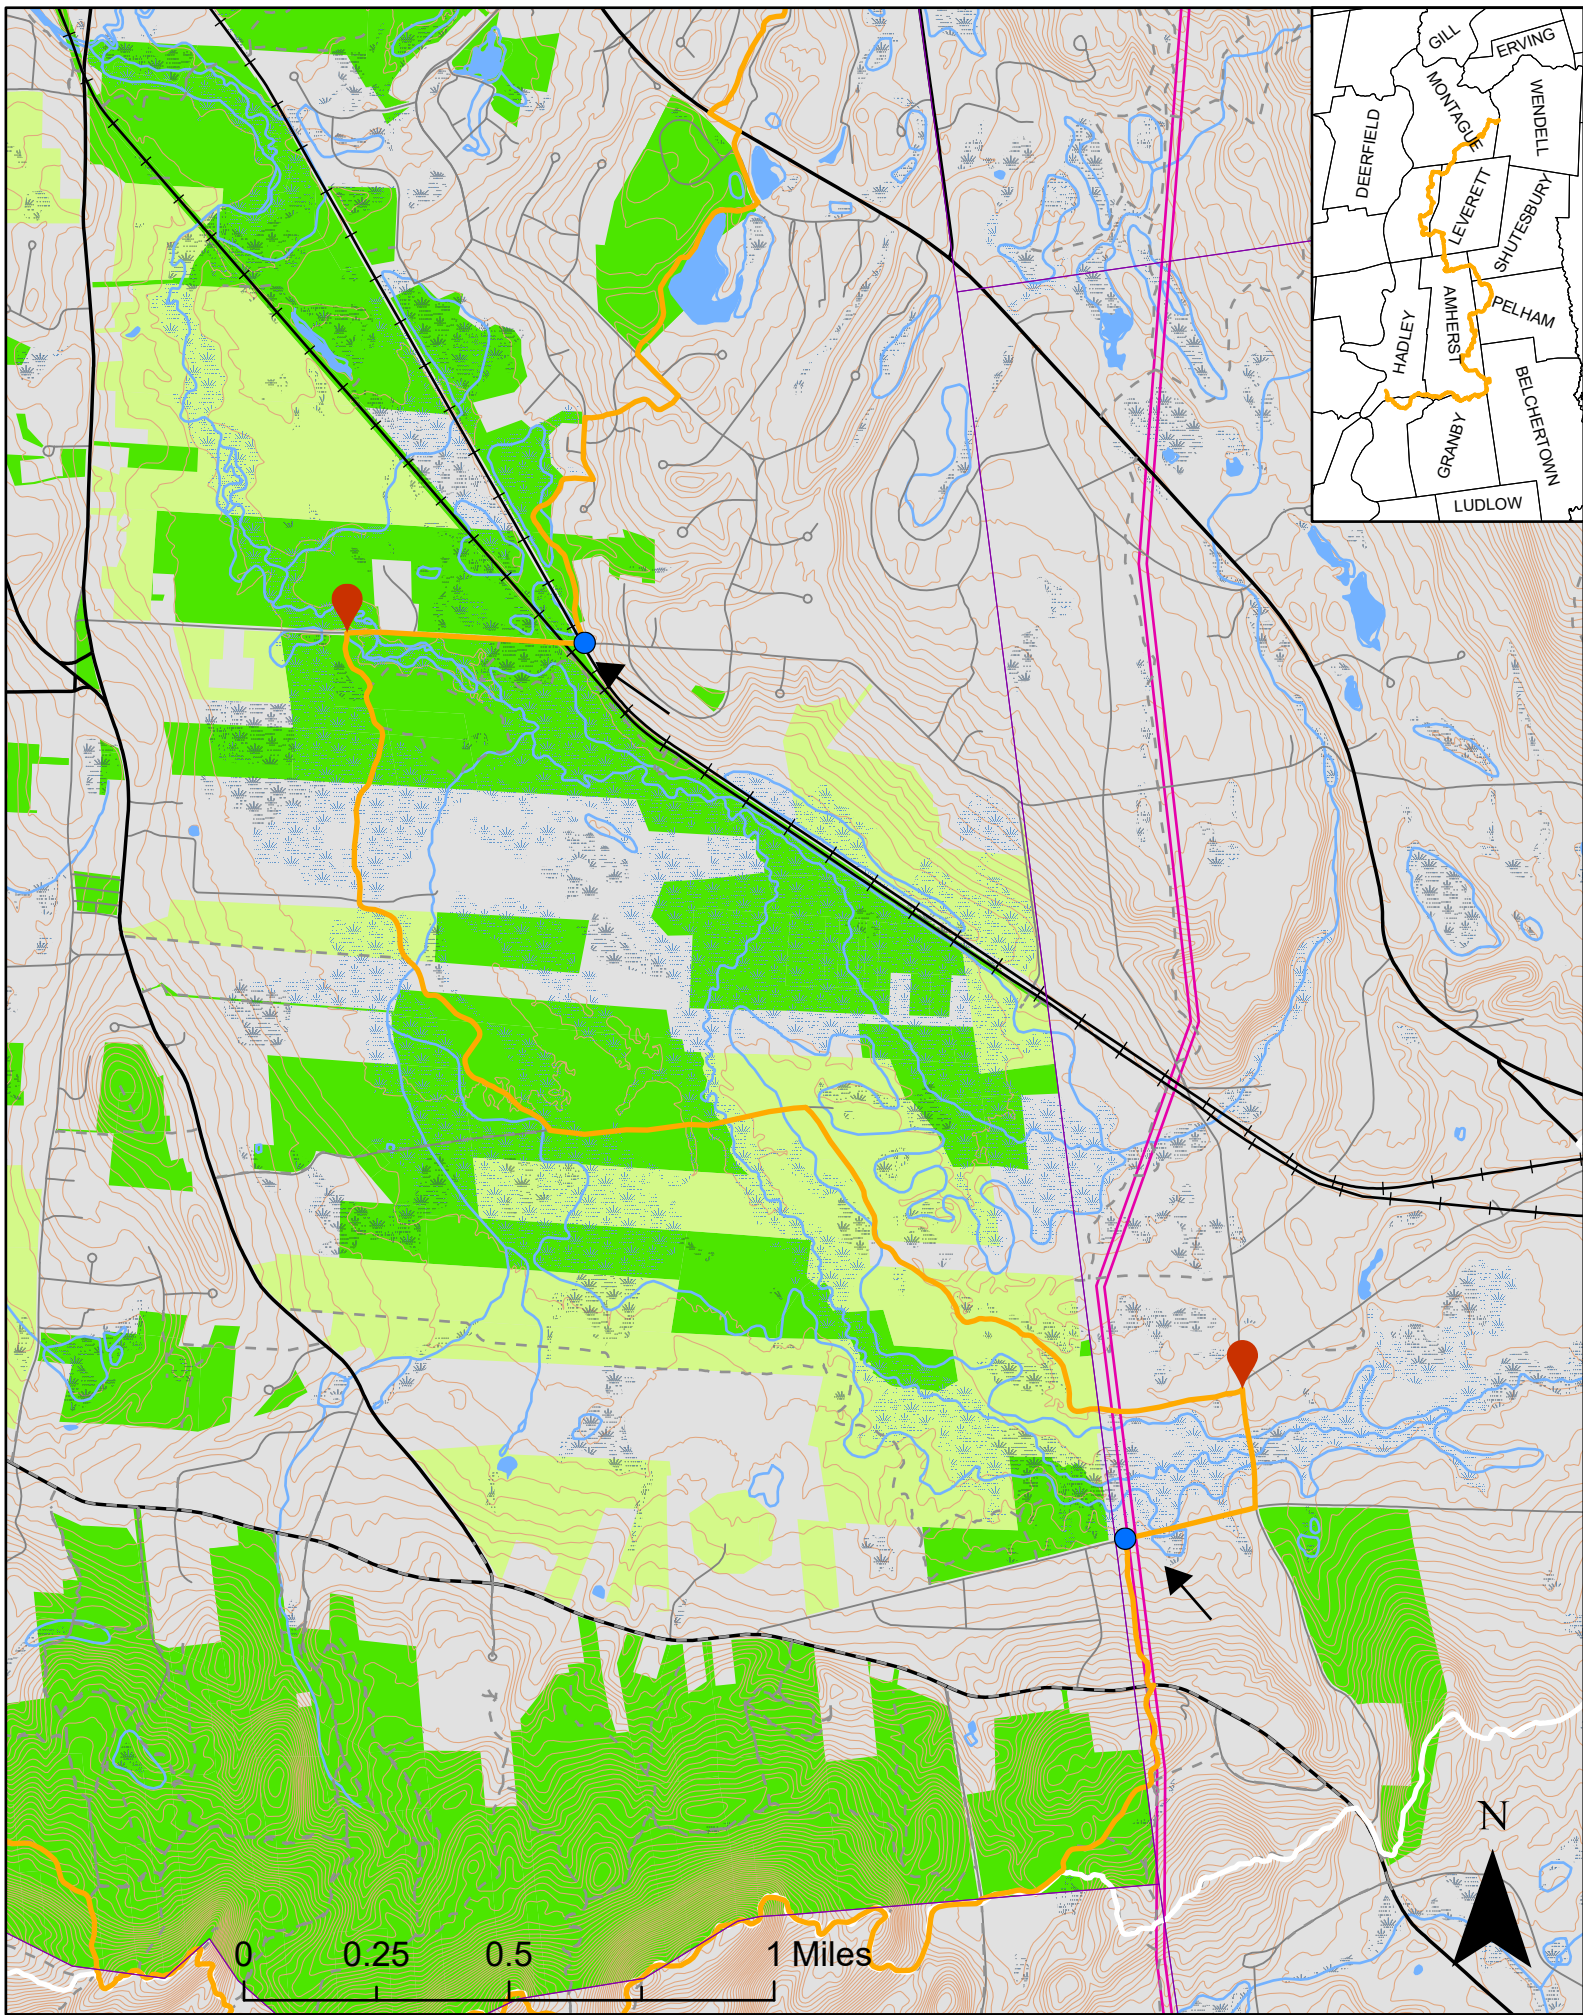 GILL
ERVING
MONTAGUE
WENDELL
DEERFIELD
LEVERETT
SHUTESBURY
AMHERST
PELHAM
HADLEY
BELCHERTOWN
GRANBY
LUDLOW
N
0 0.25 0.5 1 Miles